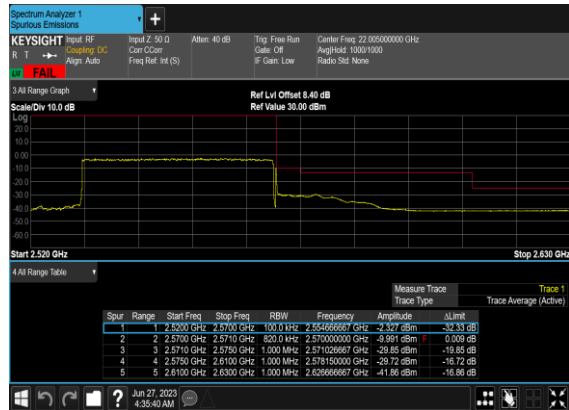 Spectrum Analyzer 1
Spurious Emissions
KEYSIGHT Input: RF Input Z: 50 Ω Atten: 40 dB Trig: Free Run Center Freq: 22.005000000 GHz
R T Coupling: DC Corr CCorr Gate: Off Avg|Hold: 1000/1000
Align: Auto Freq Ref: Int (S) IF Gain: Low Radio Std: None
FAIL
3 All Range Graph Ref Lvl Offset 8.40 dB
Scale/Div 10.0 dB Ref Value 30.00 dBm
Log
20.0
10.0
0.00
-10.0
-20.0
-30.0
-40.0
-50.0
-60.0
Start 2.520 GHz Stop 2.630 GHz
4 All Range Table
Measure Trace Trace 1
Trace Type Trace Average (Active)
Spur Range Start Freq Stop Freq RBW Frequency Amplitude ΔLimit
1 1 2.5200 GHz 2.5700 GHz 100.0 kHz 2.554666667 GHz -2.327 dBm -32.33 dB
2 2 2.5700 GHz 2.5710 GHz 820.0 kHz 2.570000000 GHz -9.991 dBm F 0.009 dB
3 3 2.5710 GHz 2.5750 GHz 1.000 MHz 2.571026667 GHz -29.85 dBm -19.85 dB
4 4 2.5750 GHz 2.6100 GHz 1.000 MHz 2.578150000 GHz -29.72 dBm -16.72 dB
5 5 2.6100 GHz 2.6300 GHz 1.000 MHz 2.626666667 GHz -41.86 dBm -16.86 dB
Jun 27, 2023
4:35:40 AM